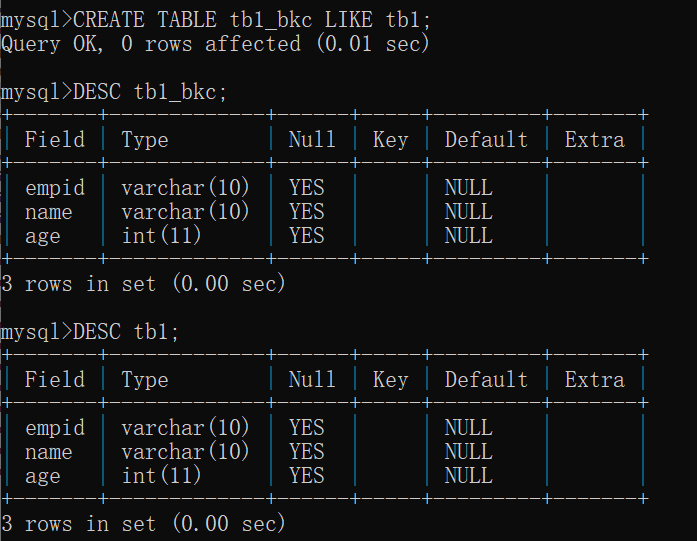 mysql>CREATE TABLE tb1_bkc LIKE tb1;
Query OK, 0 rows affected (0.01 sec)
mysql>DESC tb1_bkc;
+-------+-------------+------+-----+---------+-------+
| Field | Type        | Null | Key | Default | Extra |
+-------+-------------+------+-----+---------+-------+
| empid | varchar(10) | YES  |     | NULL    |       |
| name  | varchar(10) | YES  |     | NULL    |       |
| age   | int(11)     | YES  |     | NULL    |       |
+-------+-------------+------+-----+---------+-------+
3 rows in set (0.00 sec)
mysql>DESC tb1;
+-------+-------------+------+-----+---------+-------+
| Field | Type        | Null | Key | Default | Extra |
+-------+-------------+------+-----+---------+-------+
| empid | varchar(10) | YES  |     | NULL    |       |
| name  | varchar(10) | YES  |     | NULL    |       |
| age   | int(11)     | YES  |     | NULL    |       |
+-------+-------------+------+-----+---------+-------+
3 rows in set (0.00 sec)